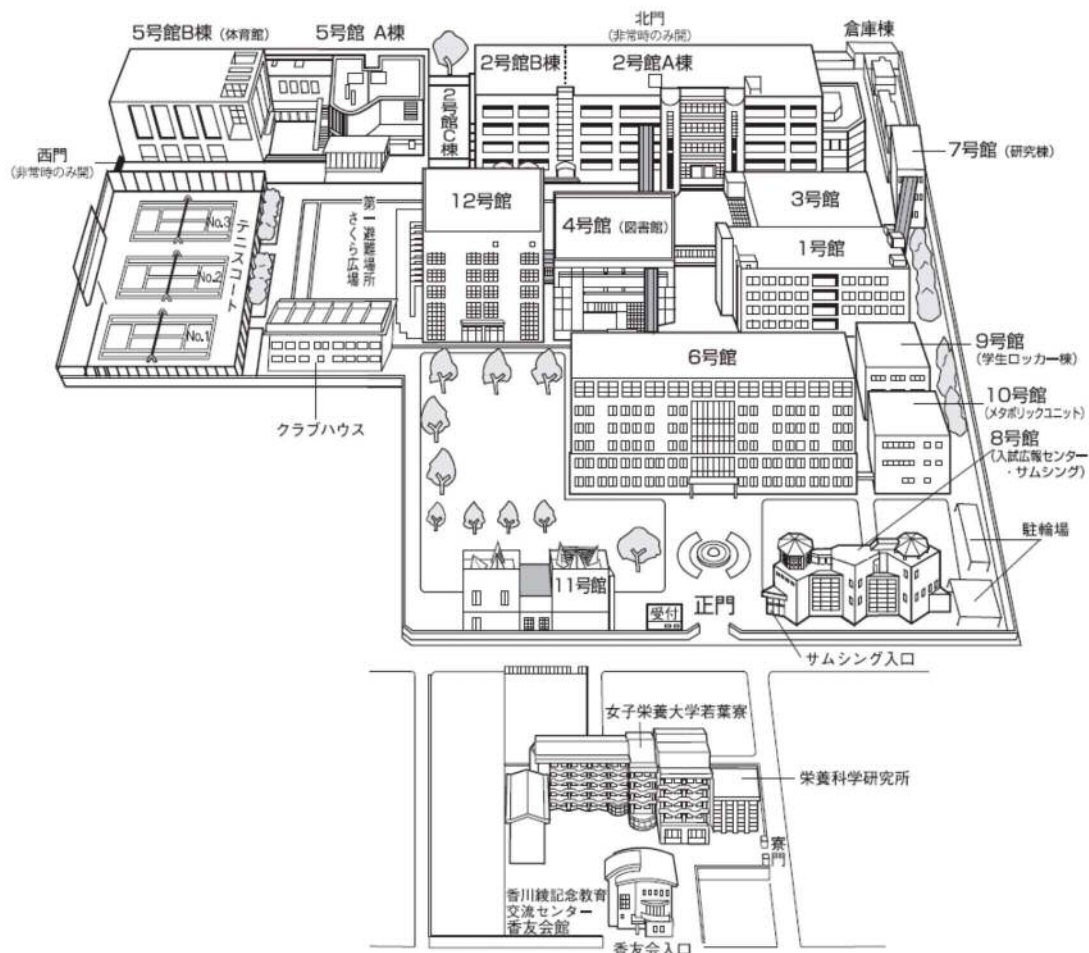 北門
(非常時のみ開)
5号館B棟(体育館)
5号館 A棟
倉庫棟
2号館B棟
2号館A棟
2号館C棟
7号館(研究棟)
西門
(非常時のみ開)
12号館
3号館
4号館(図書館)
1号館
第一避難場所
さくら広場
テニスコート
No.3
No.2
No.1
6号館
9号館
(学生ロッカー棟)
10号館
(メタボリックユニット)
クラブハウス
8号館
(入試広報センター
・サムシング)
駐輪場
11号館
受付
正門
サムシング入口
女子栄養大学若葉寮
栄養科学研究所
寮門
香川綾記念教育
交流センター
香友会館
香友会入口